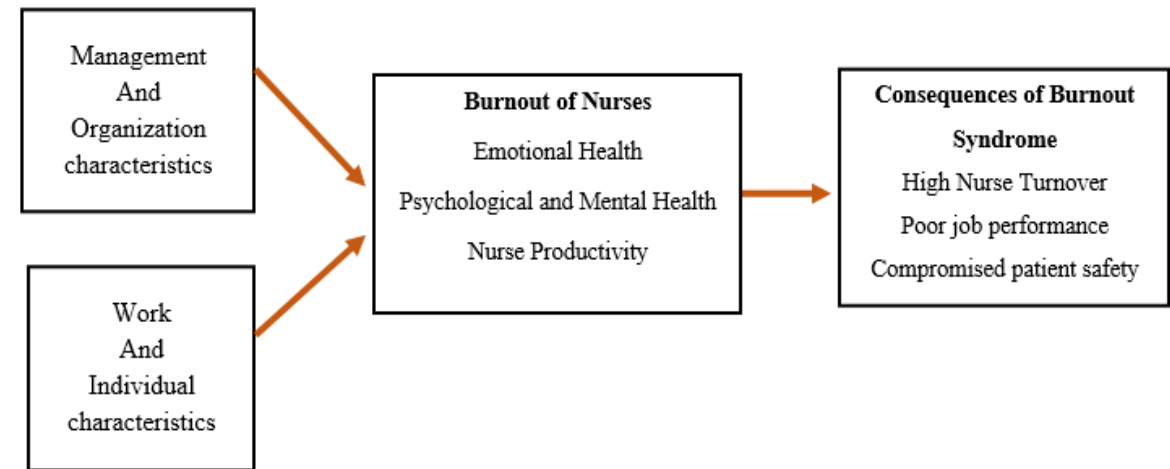 Management
And
Organization
characteristics
Work
And
Individual
characteristics
Burnout of Nurses
Emotional Health
Psychological and Mental Health
Nurse Productivity
Consequences of Burnout
Syndrome
High Nurse Turnover
Poor job performance
Compromised patient safety